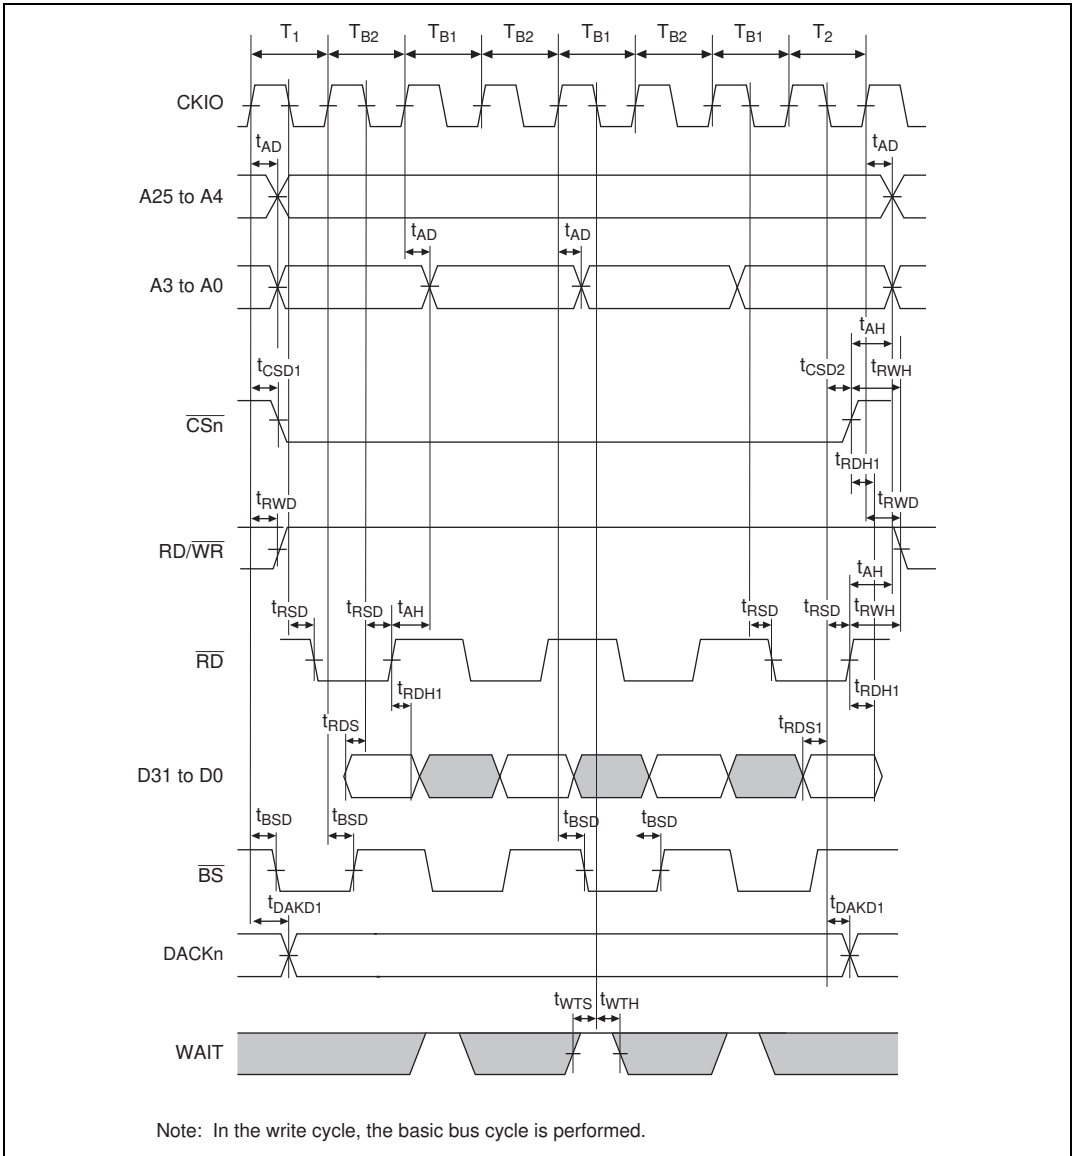 T1 TB2 TB1 TB2 TB1 TB2 TB1 T2
CKIO
tAD tAD
A25 to A4
tAD tAD
A3 to A0
tAH
tCSD1 tCSD2 tRWH
CSn
tRDH1
tRWD tRWD
RD/WR
tAH
tRSD tRSD tAH tRSD tRSD tRWH
RD
tRDH1 tRDH1
tRDS tRDS1
D31 to D0
tBSD tBSD tBSD tBSD
BS
tDAKD1 tDAKD1
DACKn
tWTS tWTH
WAIT
Note: In the write cycle, the basic bus cycle is performed.